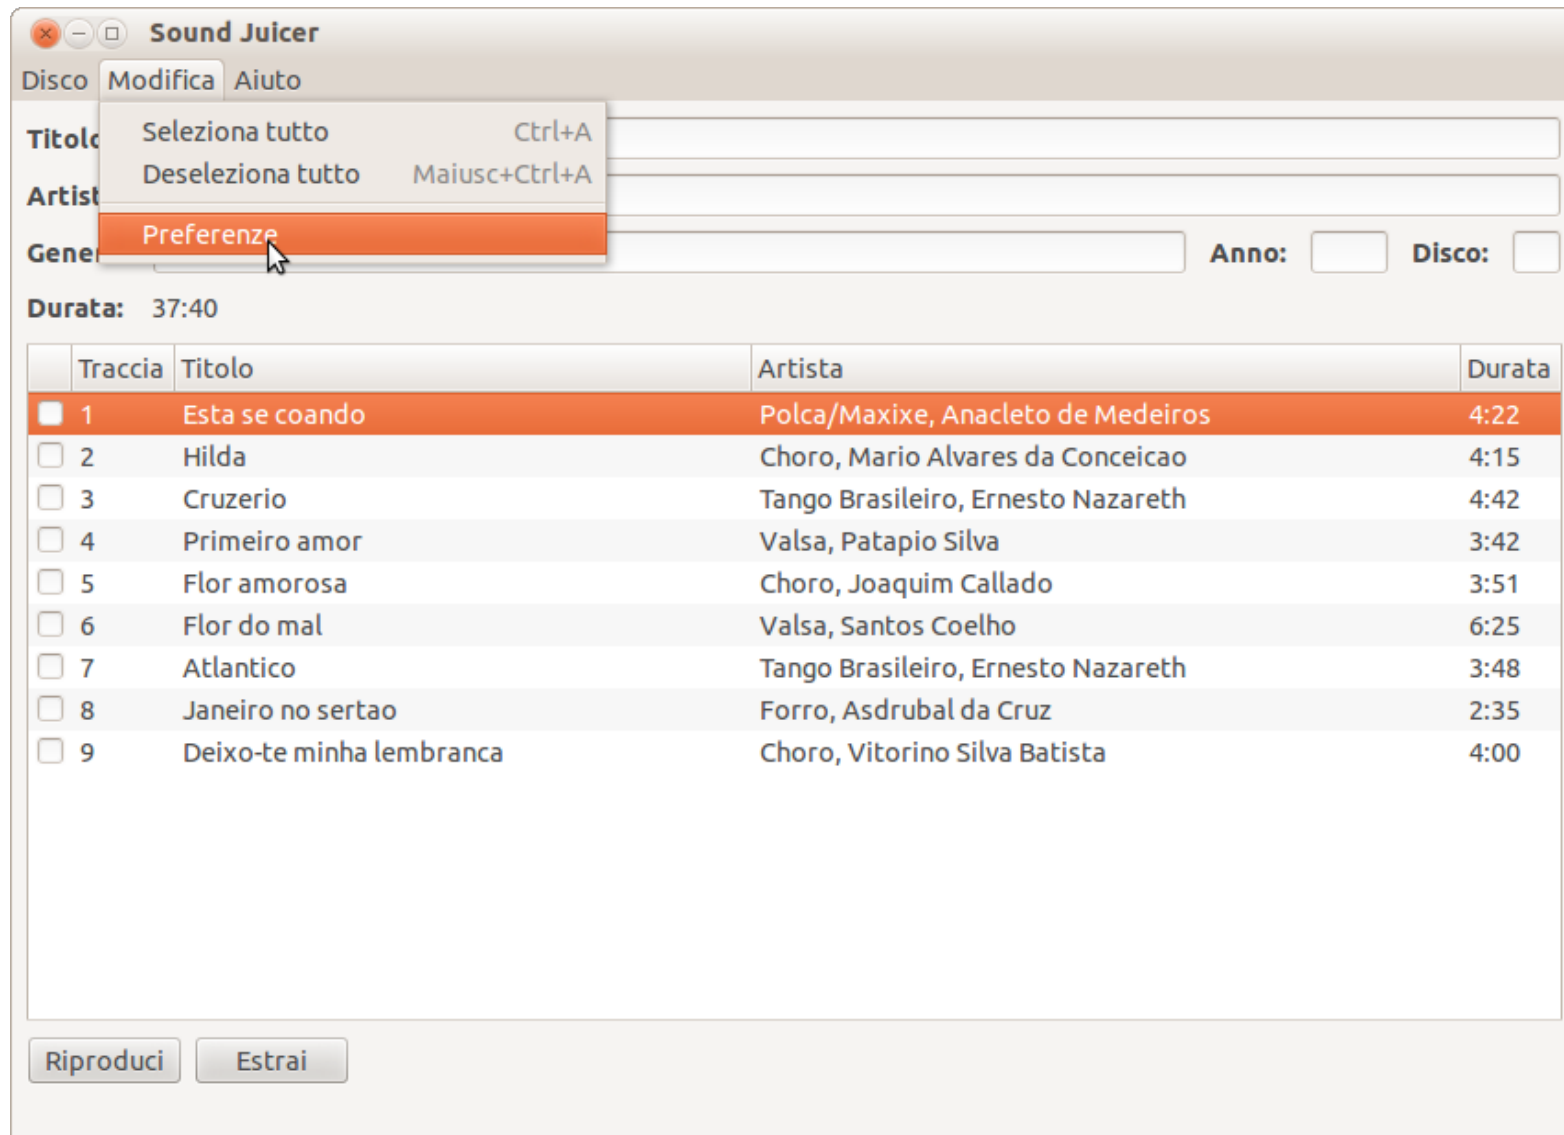 Sound Juicer
Disco Modifica Aiuto
Seleziona tutto Ctrl+A
Deseleziona tutto Maiusc+Ctrl+A
Preferenze
Anno: Disco:
Durata: 37:40
Traccia Titolo Artista Durata
1 Esta se coando Polca/Maxixe, Anacleto de Medeiros 4:22
2 Hilda Choro, Mario Alvares da Conceicao 4:15
3 Cruzerio Tango Brasileiro, Ernesto Nazareth 4:42
4 Primeiro amor Valsa, Patapio Silva 3:42
5 Flor amorosa Choro, Joaquim Callado 3:51
6 Flor do mal Valsa, Santos Coelho 6:25
7 Atlantico Tango Brasileiro, Ernesto Nazareth 3:48
8 Janeiro no sertao Forro, Asdrubal da Cruz 2:35
9 Deixo-te minha lembranca Choro, Vitorino Silva Batista 4:00
Riproduci Estrai